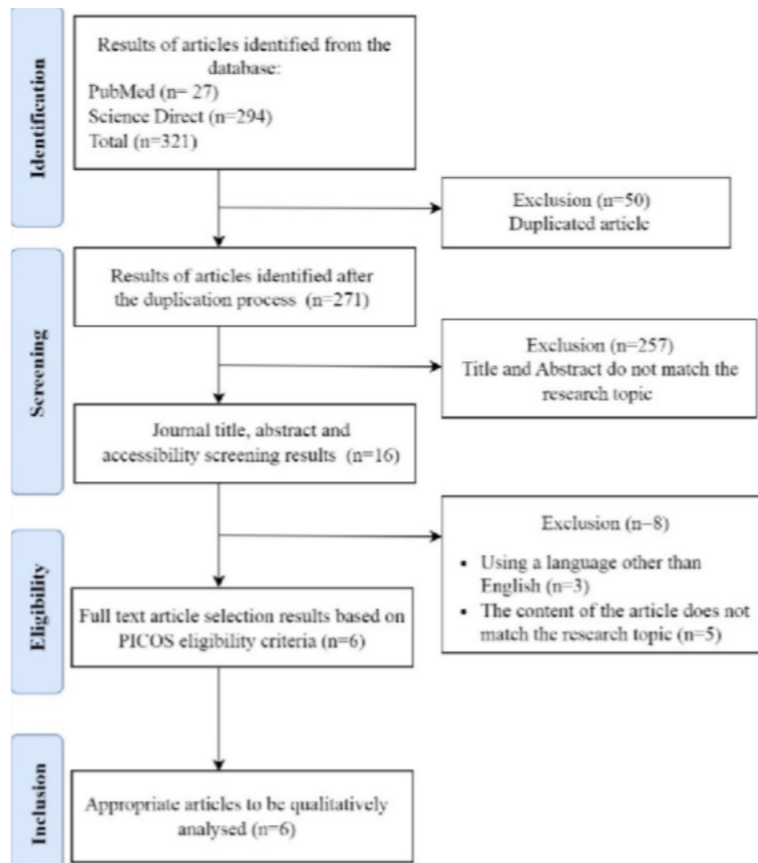 Identification
Results of articles identified from the
database:
PubMed (n= 27)
Science Direct (n=294)
Total (n=321)
Exclusion (n=50)
Duplicated article
Screening
Results of articles identified after
the duplication process (n=271)
Exclusion (n=257)
Title and Abstract do not match the
research topic
Journal title, abstract and
accessibility screening results (n=16)
Exclusion (n=8)
• Using a language other than
English (n=3)
• The content of the article does not
match the research topic (n=5)
Eligibility
Full text article selection results based on
PICOS eligibility criteria (n=6)
Inclusion
Appropriate articles to be qualitatively
analysed (n=6)